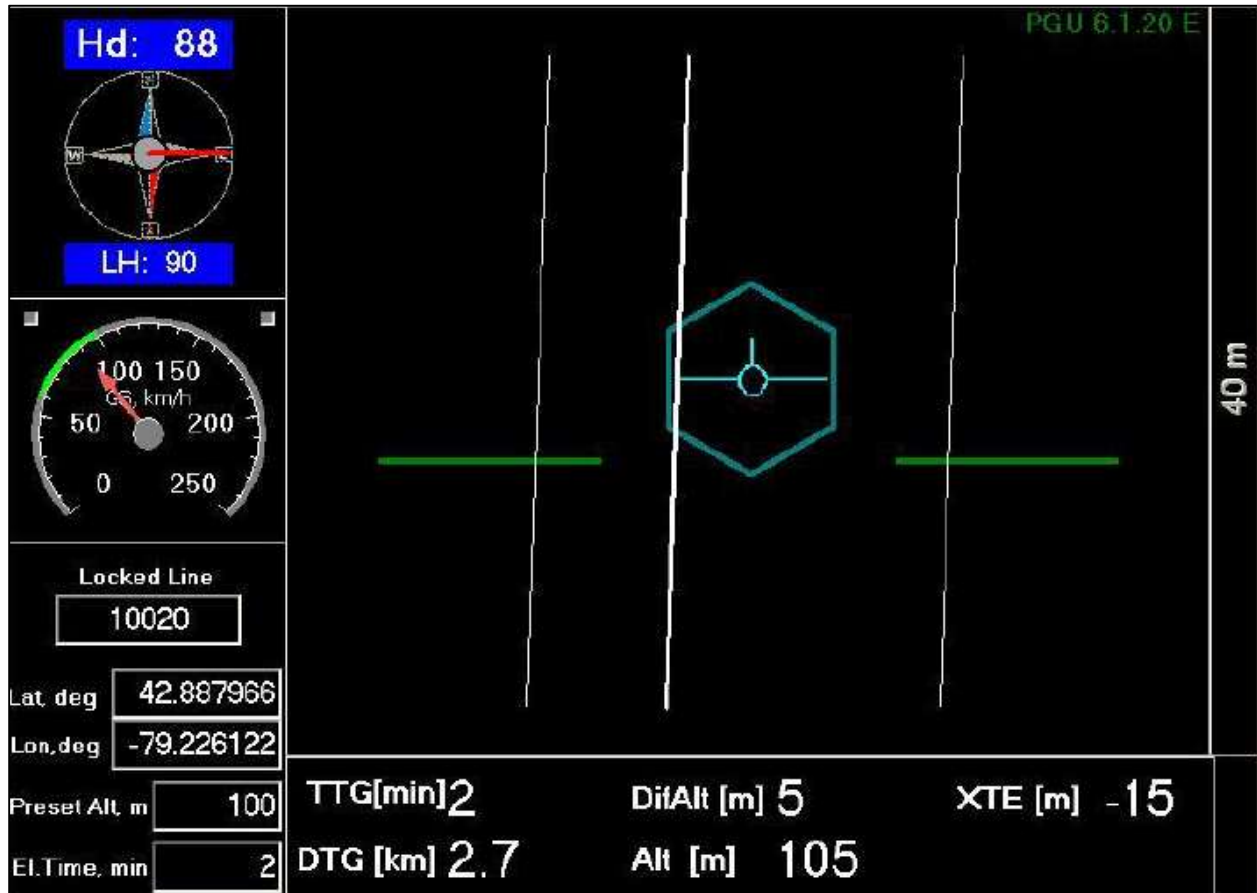 Hd: 88
N
W
E
S
LH: 90
100 150
GS, km/h
50
200
0
250
Locked Line
10020
Lat, deg 42.887966
Lon,deg -79.226122
Preset Alt, m 100
El.Time, min 2
PGU 6.1.20 E
40 m
TTG[min] 2 DifAlt [m] 5 XTE [m] -15
DTG [km] 2.7 Alt [m] 105